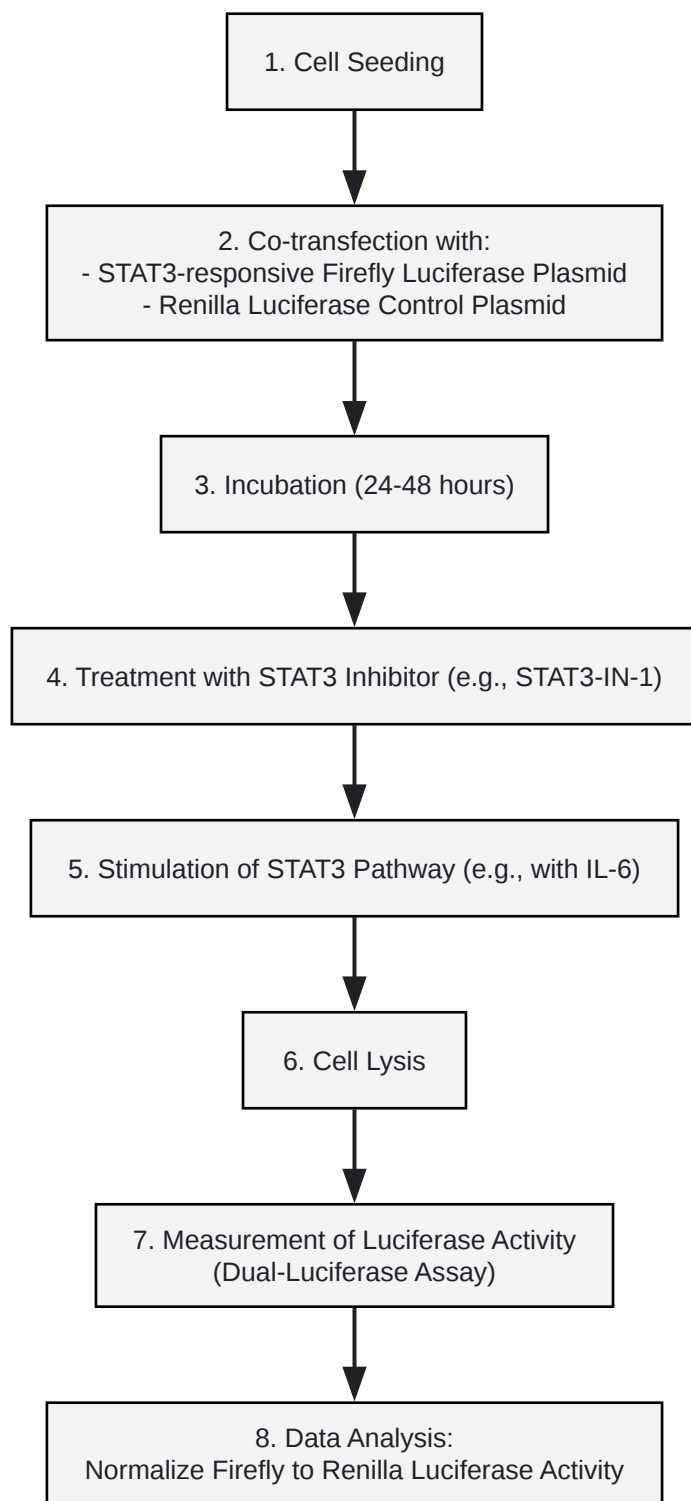 1. Cell Seeding
2. Co-transfection with:
- STAT3-responsive Firefly Luciferase Plasmid
- Renilla Luciferase Control Plasmid
3. Incubation (24-48 hours)
4. Treatment with STAT3 Inhibitor (e.g., STAT3-IN-1)
5. Stimulation of STAT3 Pathway (e.g., with IL-6)
6. Cell Lysis
7. Measurement of Luciferase Activity
(Dual-Luciferase Assay)
8. Data Analysis:
Normalize Firefly to Renilla Luciferase Activity